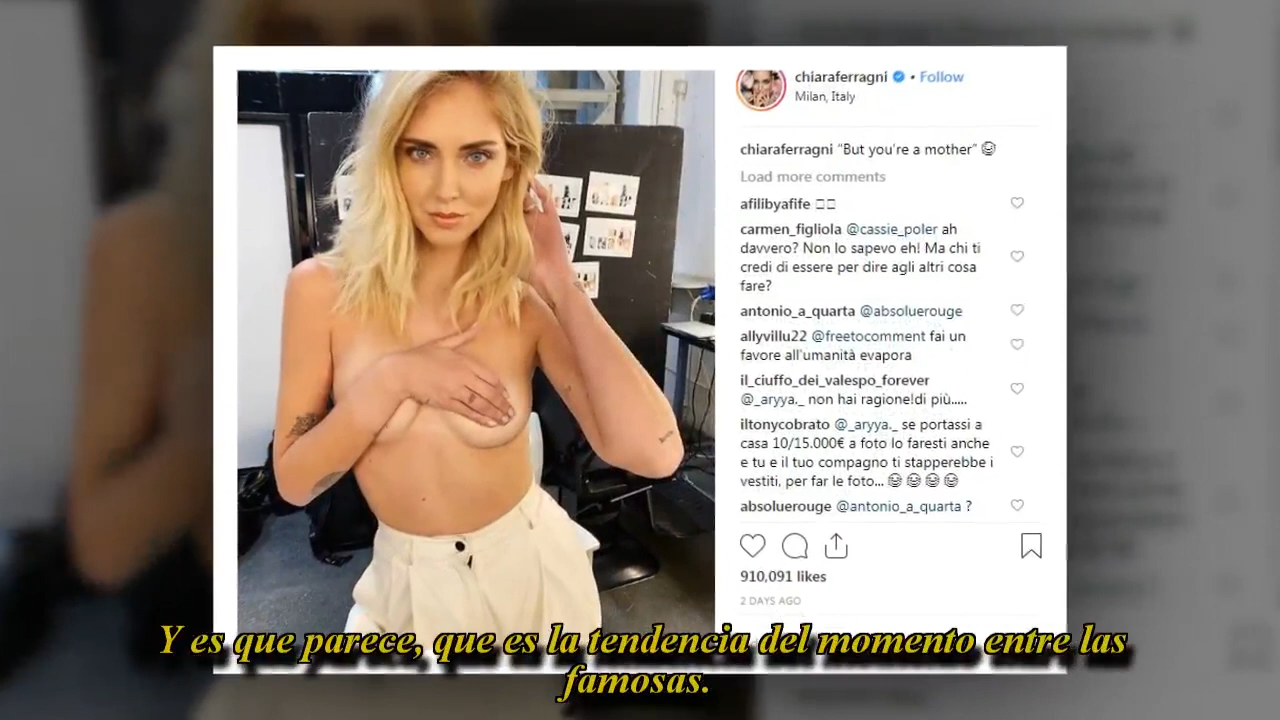 chiaraferragni • Follow
Milan, Italy
chiaraferragni "But you're a mother" 😂
Load more comments
afilibyafife
carmen_figliola @cassie_poler ah
davvero? Non lo sapevo eh! Ma chi ti
credi di essere per dire agli altri cosa
fare?
antonio_a_quarta @absoluerouge
allyvillu22 @freetocomment fai un
favore all'umanità evapora
il_ciuffo_dei_valespo_forever
@_aryya._ non hai ragione!di più.....
iltonycobrato @_aryya._ se portassi a
casa 10/15.000€ a foto lo faresti anche
e tu e il tuo compagno ti stapperebbe i
vestiti, per far le foto... 😂 😂 😂 😂
absoluerouge @antonio_a_quarta ?
910,091 likes
2 DAYS AGO
Y es que parece, que es la tendencia del momento entre las
famosas.